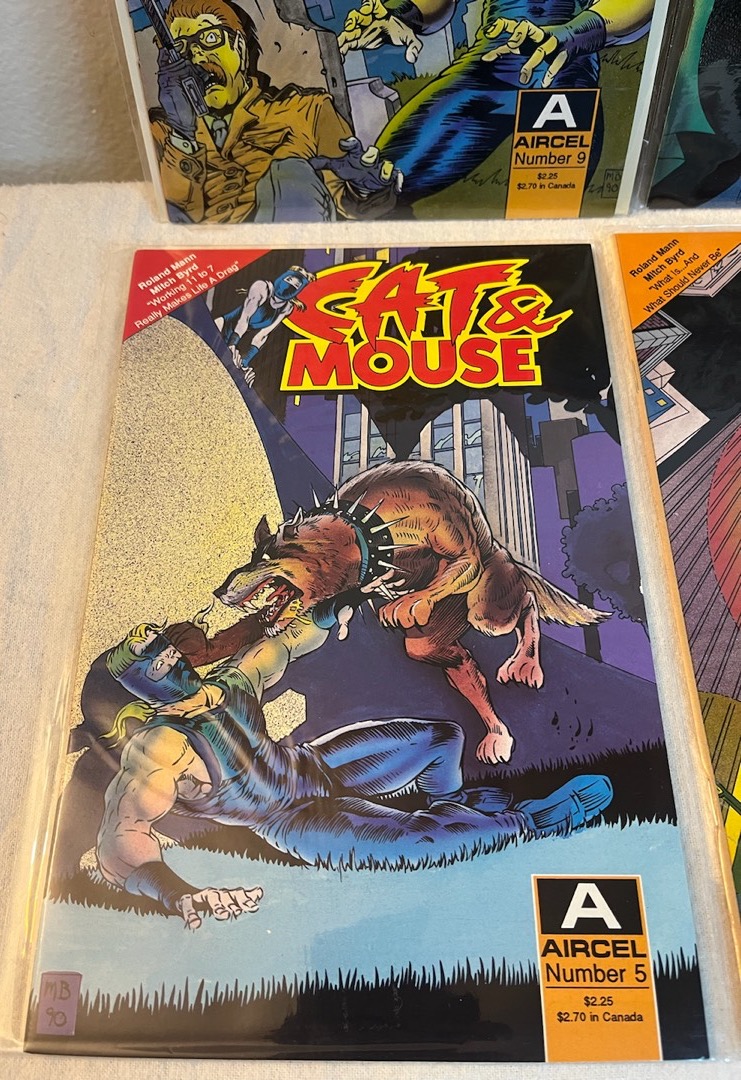 A
AIRCEL
Number 9
$2.25
$2.70 in Canada
MB
90
Roland Mann
Mitch Byrd
"Working 11 to 7
Really Makes Life A Drag"
CAT &
MOUSE
Roland Mann
Mitch Byrd
"What Is...And
What Should Never Be"
A
AIRCEL
Number 5
$2.25
$2.70 in Canada
MB
90